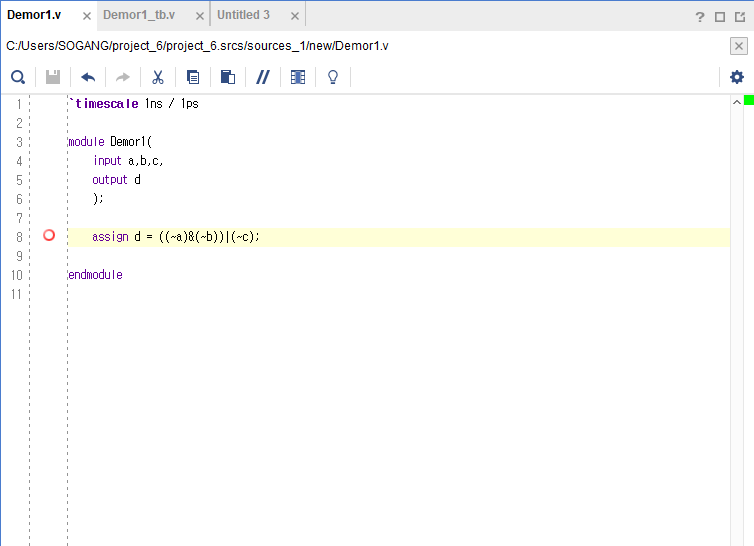 Demor1.v
Demor1_tb.v
Untitled 3
C:/Users/SOGANG/project_6/project_6.srcs/sources_1/new/Demor1.v
1 `timescale 1ns / 1ps
2
3 module Demor1(
4 input a,b,c,
5 output d
6 );
7
8 assign d = ((~a)&(~b))|(~c);
9
10 endmodule
11